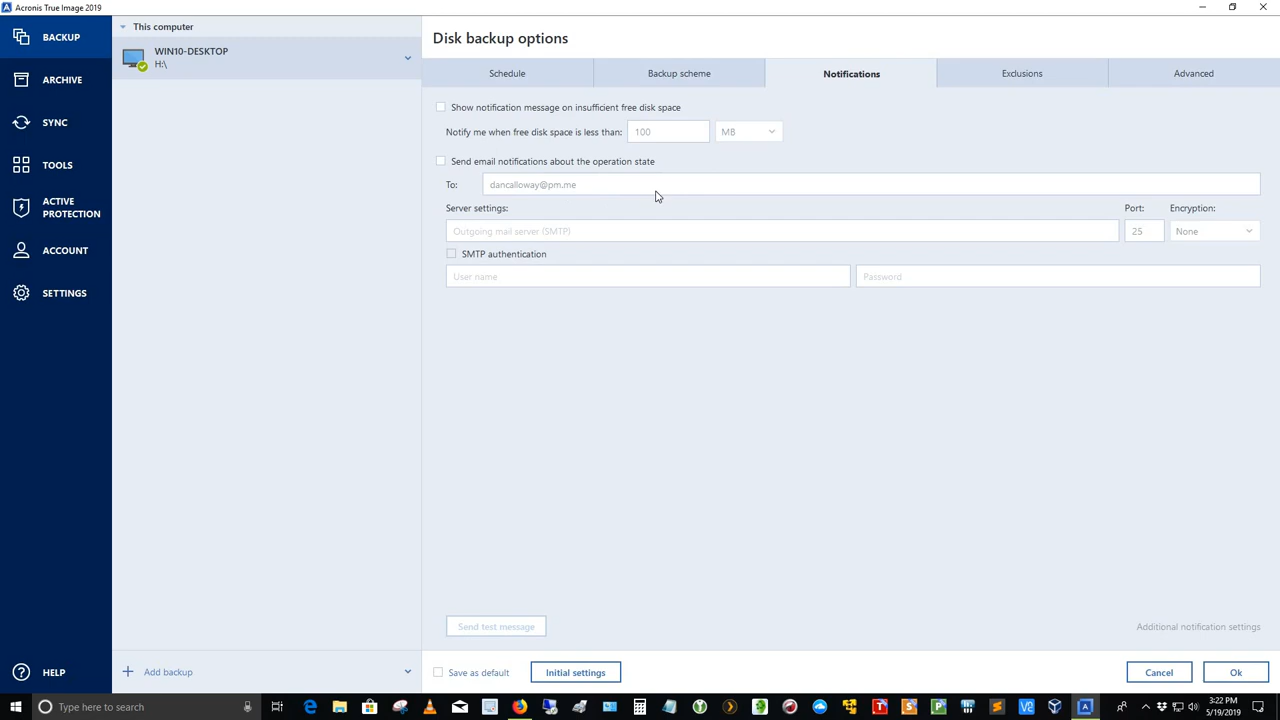 Acronis True Image 2019
BACKUP
ARCHIVE
SYNC
TOOLS
ACTIVE
PROTECTION
ACCOUNT
SETTINGS
HELP
This computer
WIN10-DESKTOP
H:\
Add backup
Disk backup options
Schedule
Backup scheme
Notifications
Exclusions
Advanced
Show notification message on insufficient free disk space
Notify me when free disk space is less than: 100 MB
Send email notifications about the operation state
To: dancalloway@pm.me
Server settings: Port: Encryption:
Outgoing mail server (SMTP) 25 None
SMTP authentication
User name Password
Send test message Additional notification settings
Save as default Initial settings Cancel Ok
Type here to search
3:22 PM
5/19/2019